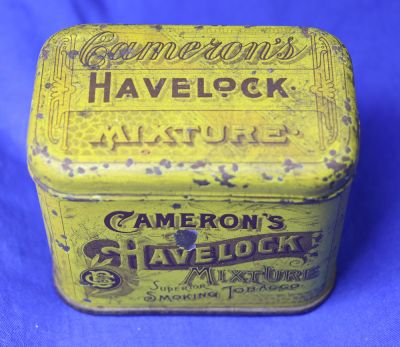 Cameron's
HAVELOCK.
MIXTURE.
CAMERON'S
HAVELOCK
MIXTURE
SUPERIOR
SMOKING TOBACCO